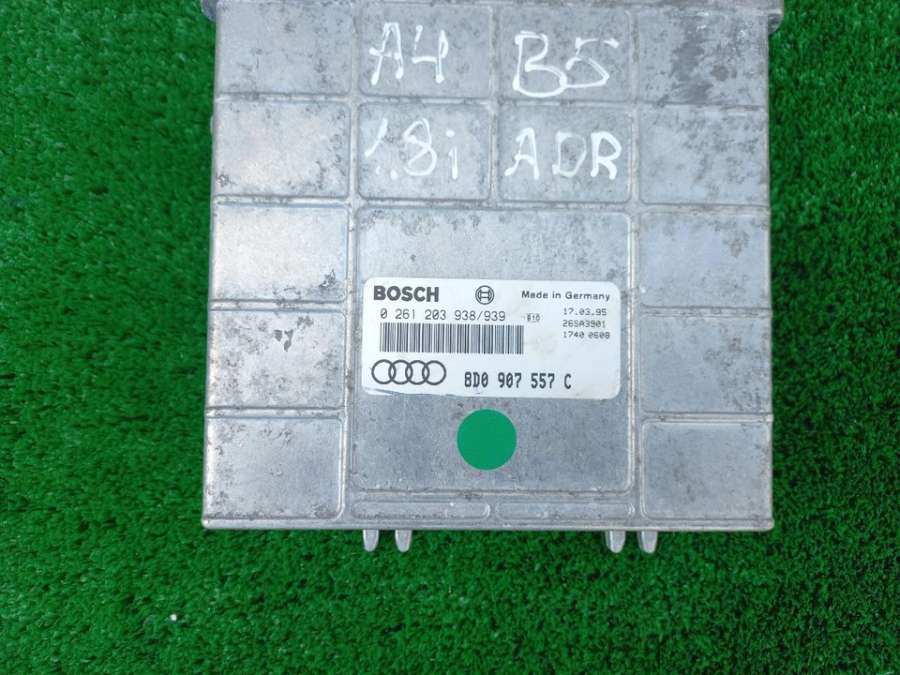 A4 B5
1.8i ADR
BOSCH Made in Germany
0 261 203 938/939 17.03.95
265A3901
1740 0608
8D0 907 557 C